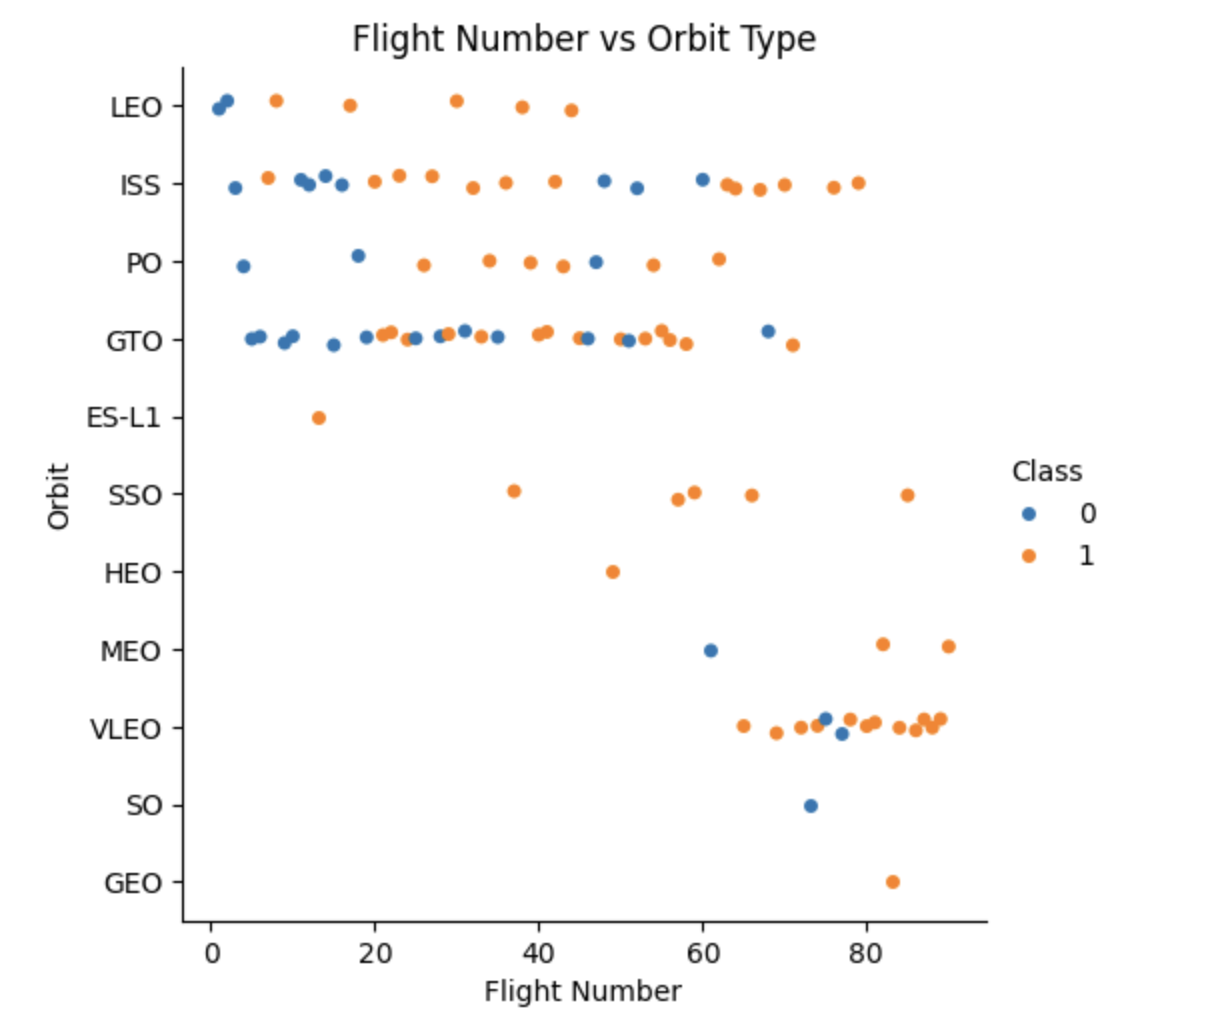 Flight Number vs Orbit Type
LEO
ISS
PO
GTO
ES-L1
SSO
HEO
MEO
VLEO
SO
GEO
Orbit
0 20 40 60 80
Flight Number
Class
0
1